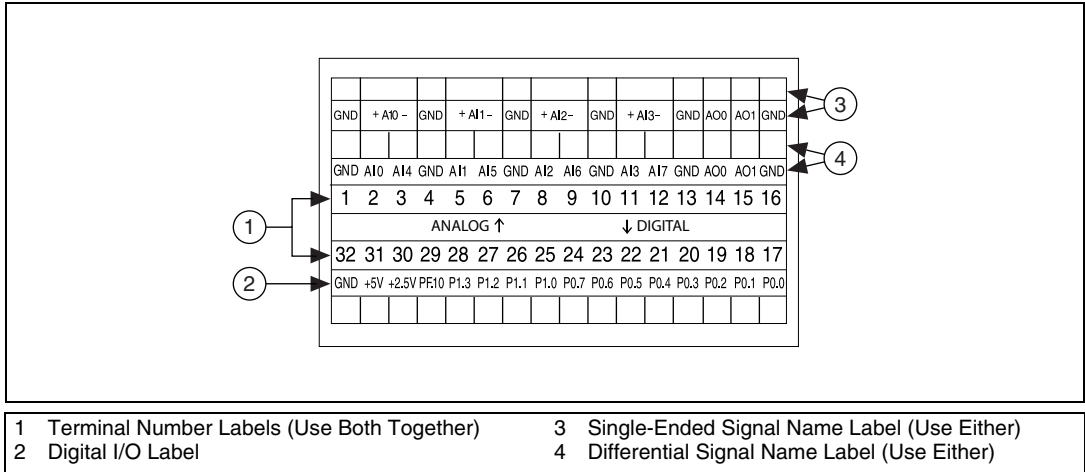 GND + AI0 - GND + AI1 - GND + AI2- GND + AI3- GND AO0 AO1 GND
3
GND AI0 AI4 GND AI1 AI5 GND AI2 AI6 GND AI3 AI7 GND AO0 AO1 GND
4
1 2 3 4 5 6 7 8 9 10 11 12 13 14 15 16
1
ANALOG ↑ ↓ DIGITAL
32 31 30 29 28 27 26 25 24 23 22 21 20 19 18 17
2
GND +5V +2.5V PF.10 P1.3 P1.2 P1.1 P1.0 P0.7 P0.6 P0.5 P0.4 P0.3 P0.2 P0.1 P0.0
1 Terminal Number Labels (Use Both Together)
2 Digital I/O Label
3 Single-Ended Signal Name Label (Use Either)
4 Differential Signal Name Label (Use Either)